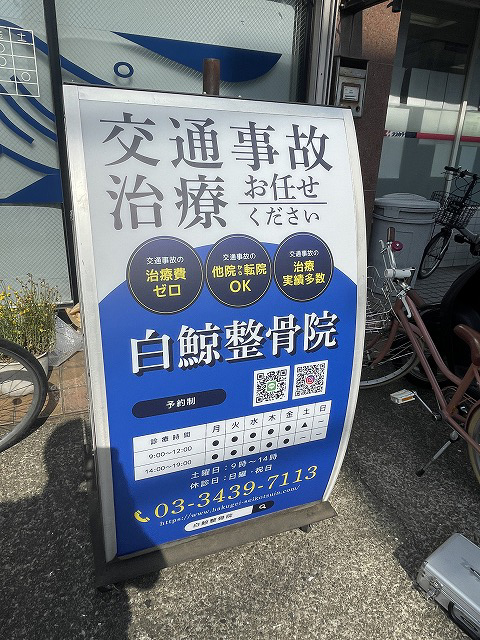 交通事故
治療 お任せ
ください
交通事故の
治療費
ゼロ
交通事故の
他院から転院
OK
交通事故の
治療
実績多数
白鯨整骨院
予約制
診療時間 月 火 水 木 金 土 日
9:00〜12:00 ● ● ● ● ● ▲ −
14:00〜19:00 ● ● ● ● ● − −
土曜日：9時〜14時
休診日：日曜・祝日
03-3439-7113
https://www.hakugei-seikotsuin.com/
白鯨整骨院